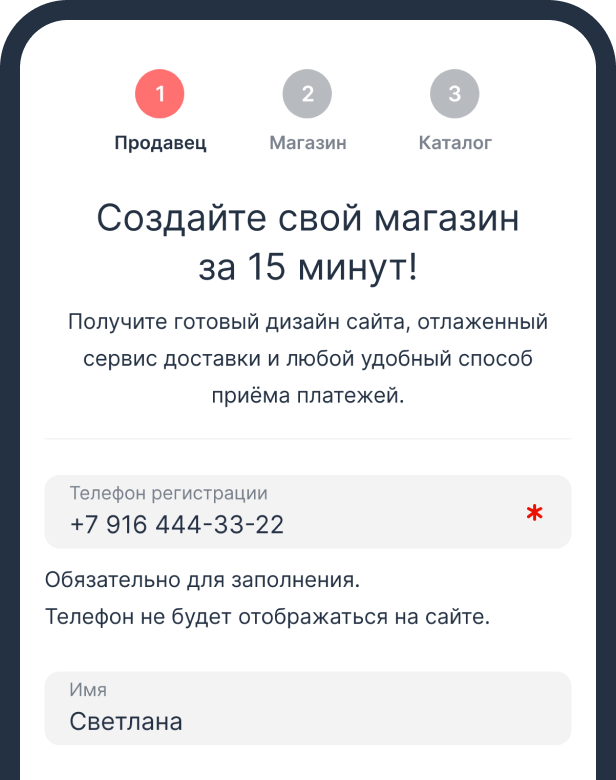 1 2 3
Продавец Магазин Каталог
Создайте свой магазин
за 15 минут!
Получите готовый дизайн сайта, отлаженный
сервис доставки и любой удобный способ
приёма платежей.
Телефон регистрации
+7 916 444-33-22 *
Обязательно для заполнения.
Телефон не будет отображаться на сайте.
Имя
Светлана